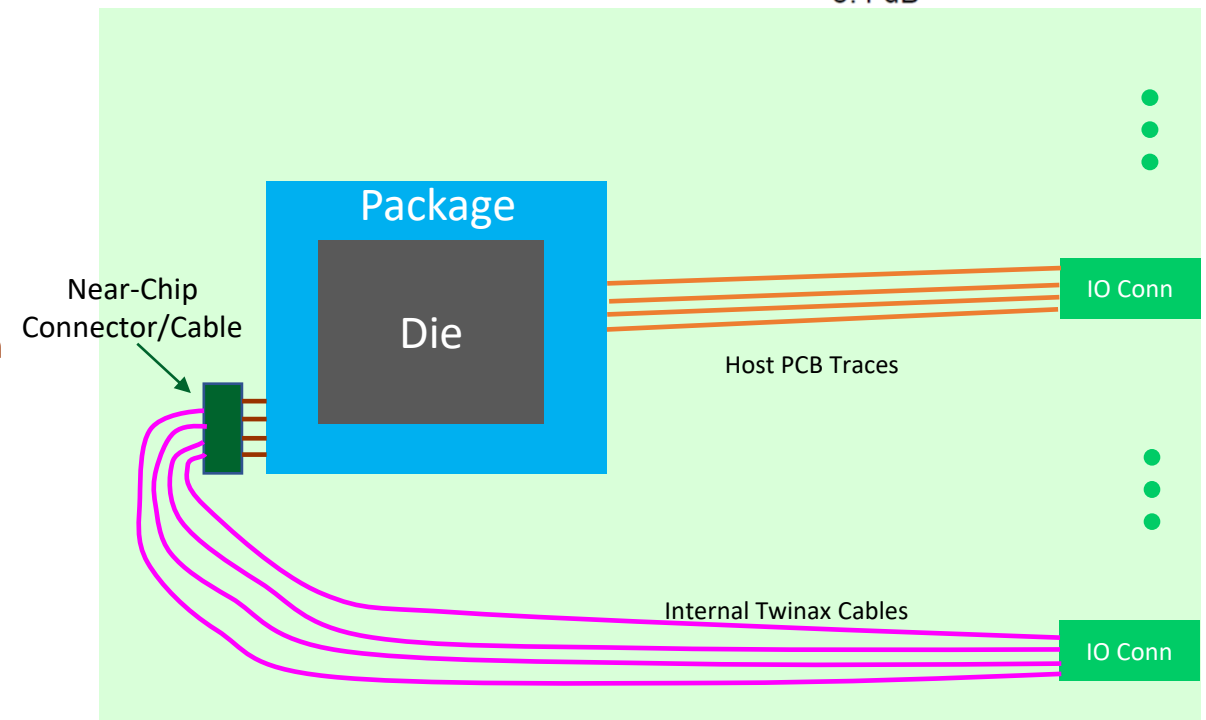 Package
Die
Near-Chip
Connector/Cable
IO Conn
Host PCB Traces
Internal Twinax Cables
IO Conn